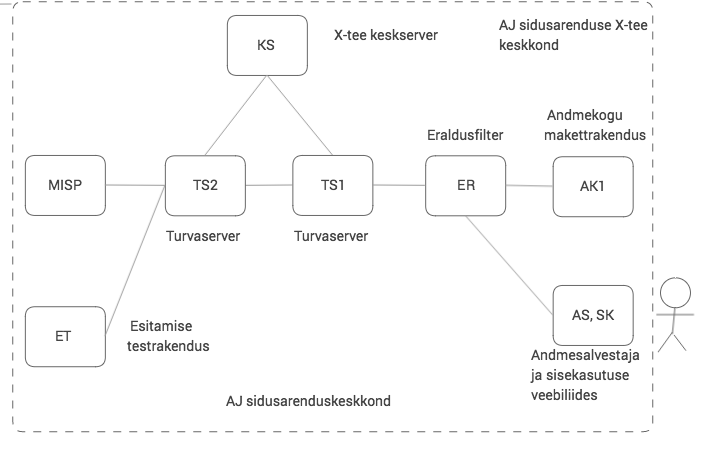 AJ sidusarenduse X-tee
keskkond
KS
X-tee keskserver
Andmekogu
makettrakendus
Eraldusfilter
MISP
TS2
TS1
ER
AK1
Turvaserver
Turvaserver
ET
Esitamise
testrakendus
AS, SK
Andmesalvestaja
ja sisekasutuse
veebiliides
AJ sidusarenduskeskkond